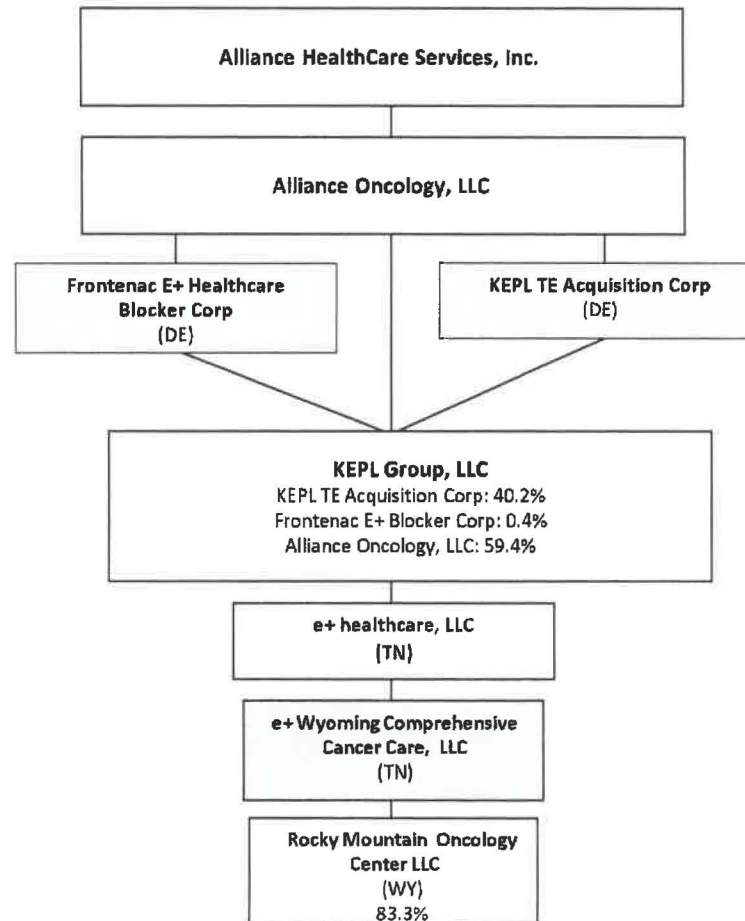 Alliance HealthCare Services, Inc.
Alliance Oncology, LLC
Frontenac E+ Healthcare
Blocker Corp
(DE)
KEPL TE Acquisition Corp
(DE)
KEPL Group, LLC
KEPL TE Acquisition Corp: 40.2%
Frontenac E+ Blocker Corp: 0.4%
Alliance Oncology, LLC: 59.4%
e+ healthcare, LLC
(TN)
e+ Wyoming Comprehensive
Cancer Care, LLC
(TN)
Rocky Mountain Oncology
Center LLC
(WY)
83.3%